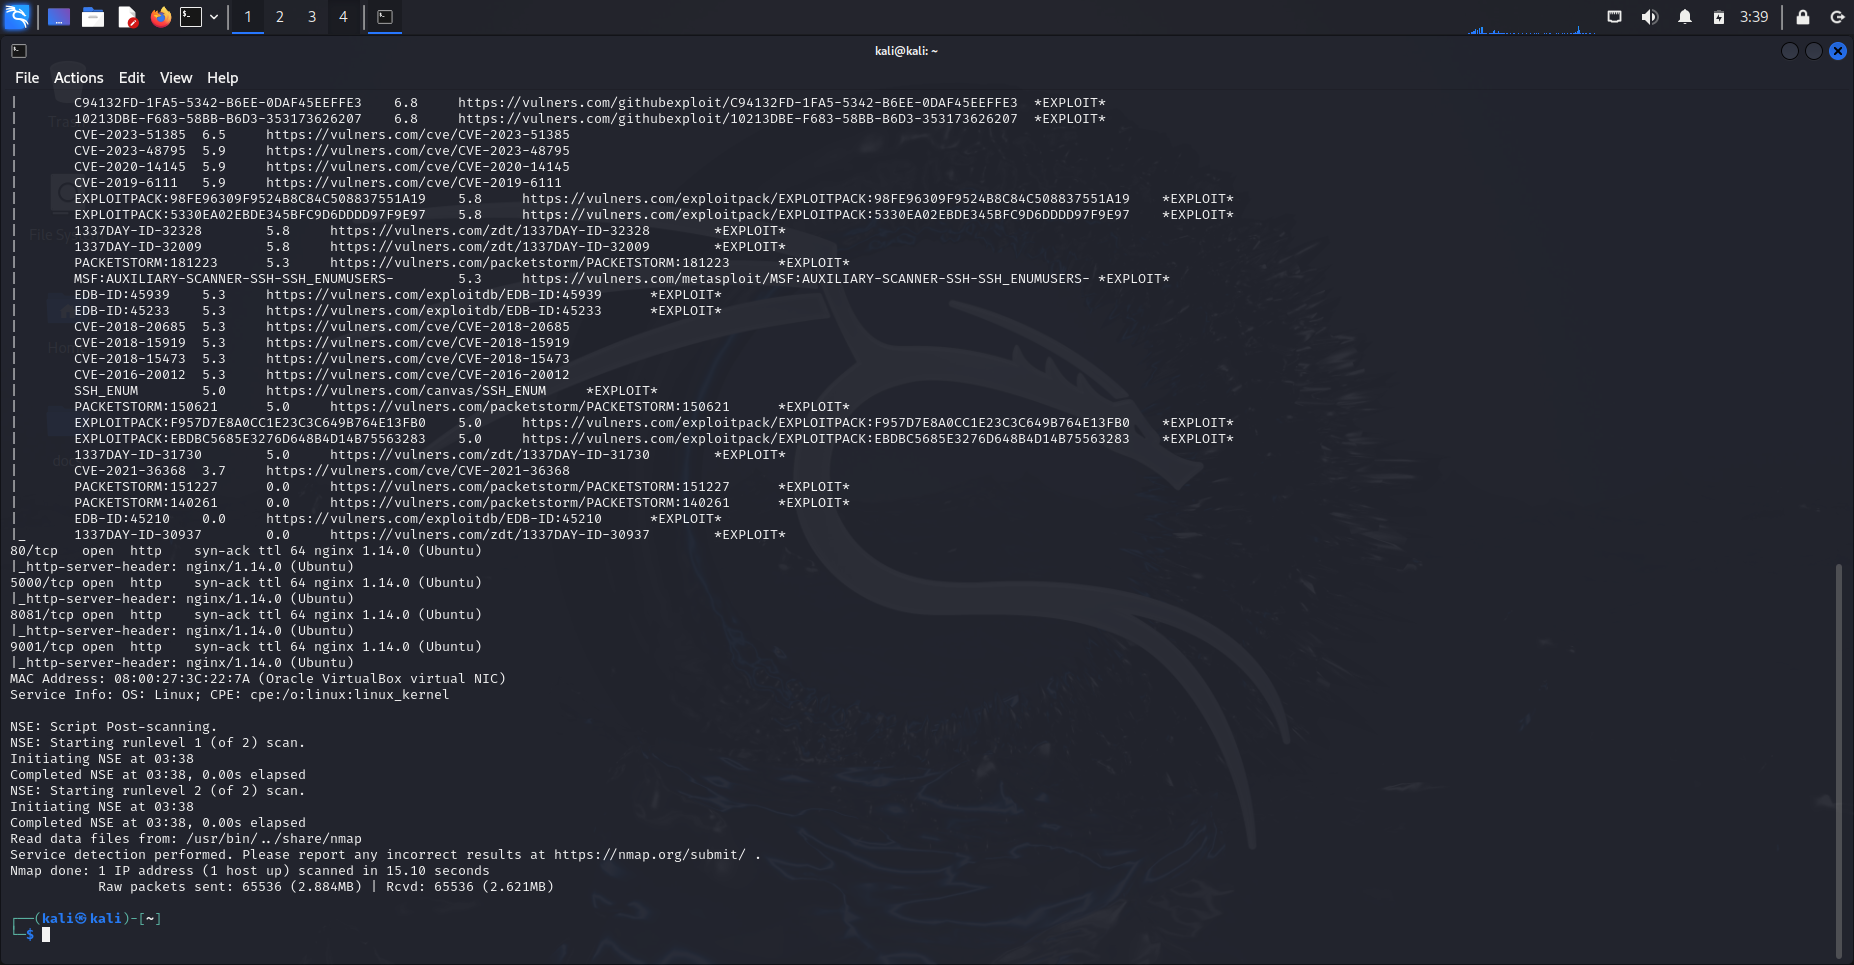 1 2 3 4 3:39
kali@kali: ~
File Actions Edit View Help
| C94132FD-1FA5-5342-B6EE-0DAF45EEFFE3 6.8 https://vulners.com/githubexploit/C94132FD-1FA5-5342-B6EE-0DAF45EEFFE3 *EXPLOIT*
| 10213DBE-F683-58BB-B6D3-353173626207 6.8 https://vulners.com/githubexploit/10213DBE-F683-58BB-B6D3-353173626207 *EXPLOIT*
| CVE-2023-51385 6.5 https://vulners.com/cve/CVE-2023-51385
| CVE-2023-48795 5.9 https://vulners.com/cve/CVE-2023-48795
| CVE-2020-14145 5.9 https://vulners.com/cve/CVE-2020-14145
| CVE-2019-6111 5.9 https://vulners.com/cve/CVE-2019-6111
| EXPLOITPACK:98FE96309F9524B8C84C508837551A19 5.8 https://vulners.com/exploitpack/EXPLOITPACK:98FE96309F9524B8C84C508837551A19 *EXPLOIT*
| EXPLOITPACK:5330EA02EBDE345BFC9D6DDDD97F9E97 5.8 https://vulners.com/exploitpack/EXPLOITPACK:5330EA02EBDE345BFC9D6DDDD97F9E97 *EXPLOIT*
| 1337DAY-ID-32328 5.8 https://vulners.com/zdt/1337DAY-ID-32328 *EXPLOIT*
| 1337DAY-ID-32009 5.8 https://vulners.com/zdt/1337DAY-ID-32009 *EXPLOIT*
| PACKETSTORM:181223 5.3 https://vulners.com/packetstorm/PACKETSTORM:181223 *EXPLOIT*
| MSF:AUXILIARY-SCANNER-SSH-SSH_ENUMUSERS- 5.3 https://vulners.com/metasploit/MSF:AUXILIARY-SCANNER-SSH-SSH_ENUMUSERS- *EXPLOIT*
| EDB-ID:45939 5.3 https://vulners.com/exploitdb/EDB-ID:45939 *EXPLOIT*
| EDB-ID:45233 5.3 https://vulners.com/exploitdb/EDB-ID:45233 *EXPLOIT*
| CVE-2018-20685 5.3 https://vulners.com/cve/CVE-2018-20685
| CVE-2018-15919 5.3 https://vulners.com/cve/CVE-2018-15919
| CVE-2018-15473 5.3 https://vulners.com/cve/CVE-2018-15473
| CVE-2016-20012 5.3 https://vulners.com/cve/CVE-2016-20012
| SSH_ENUM 5.0 https://vulners.com/canvas/SSH_ENUM *EXPLOIT*
| PACKETSTORM:150621 5.0 https://vulners.com/packetstorm/PACKETSTORM:150621 *EXPLOIT*
| EXPLOITPACK:F957D7E8A0CC1E23C3C649B764E13FB0 5.0 https://vulners.com/exploitpack/EXPLOITPACK:F957D7E8A0CC1E23C3C649B764E13FB0 *EXPLOIT*
| EXPLOITPACK:EBDBC5685E3276D648B4D14B75563283 5.0 https://vulners.com/exploitpack/EXPLOITPACK:EBDBC5685E3276D648B4D14B75563283 *EXPLOIT*
| 1337DAY-ID-31730 5.0 https://vulners.com/zdt/1337DAY-ID-31730 *EXPLOIT*
| CVE-2021-36368 3.7 https://vulners.com/cve/CVE-2021-36368
| PACKETSTORM:151227 0.0 https://vulners.com/packetstorm/PACKETSTORM:151227 *EXPLOIT*
| PACKETSTORM:140261 0.0 https://vulners.com/packetstorm/PACKETSTORM:140261 *EXPLOIT*
| EDB-ID:45210 0.0 https://vulners.com/exploitdb/EDB-ID:45210 *EXPLOIT*
|_ 1337DAY-ID-30937 0.0 https://vulners.com/zdt/1337DAY-ID-30937 *EXPLOIT*
80/tcp open http syn-ack ttl 64 nginx 1.14.0 (Ubuntu)
|_http-server-header: nginx/1.14.0 (Ubuntu)
5000/tcp open http syn-ack ttl 64 nginx 1.14.0 (Ubuntu)
|_http-server-header: nginx/1.14.0 (Ubuntu)
8081/tcp open http syn-ack ttl 64 nginx 1.14.0 (Ubuntu)
|_http-server-header: nginx/1.14.0 (Ubuntu)
9001/tcp open http syn-ack ttl 64 nginx 1.14.0 (Ubuntu)
|_http-server-header: nginx/1.14.0 (Ubuntu)
MAC Address: 08:00:27:3C:22:7A (Oracle VirtualBox virtual NIC)
Service Info: OS: Linux; CPE: cpe:/o:linux:linux_kernel
NSE: Script Post-scanning.
NSE: Starting runlevel 1 (of 2) scan.
Initiating NSE at 03:38
Completed NSE at 03:38, 0.00s elapsed
NSE: Starting runlevel 2 (of 2) scan.
Initiating NSE at 03:38
Completed NSE at 03:38, 0.00s elapsed
Read data files from: /usr/bin/../share/nmap
Service detection performed. Please report any incorrect results at https://nmap.org/submit/ .
Nmap done: 1 IP address (1 host up) scanned in 15.10 seconds
Raw packets sent: 65536 (2.884MB) | Rcvd: 65536 (2.621MB)
┌──(kali㉿kali)-[~]
└─$